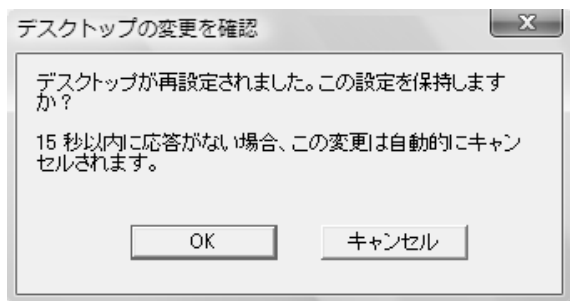 デスクトップの変更を確認
デスクトップが再設定されました。この設定を保持します
か?
15 秒以内に応答がない場合、この変更は自動的にキャン
セルされます。
OK
キャンセル